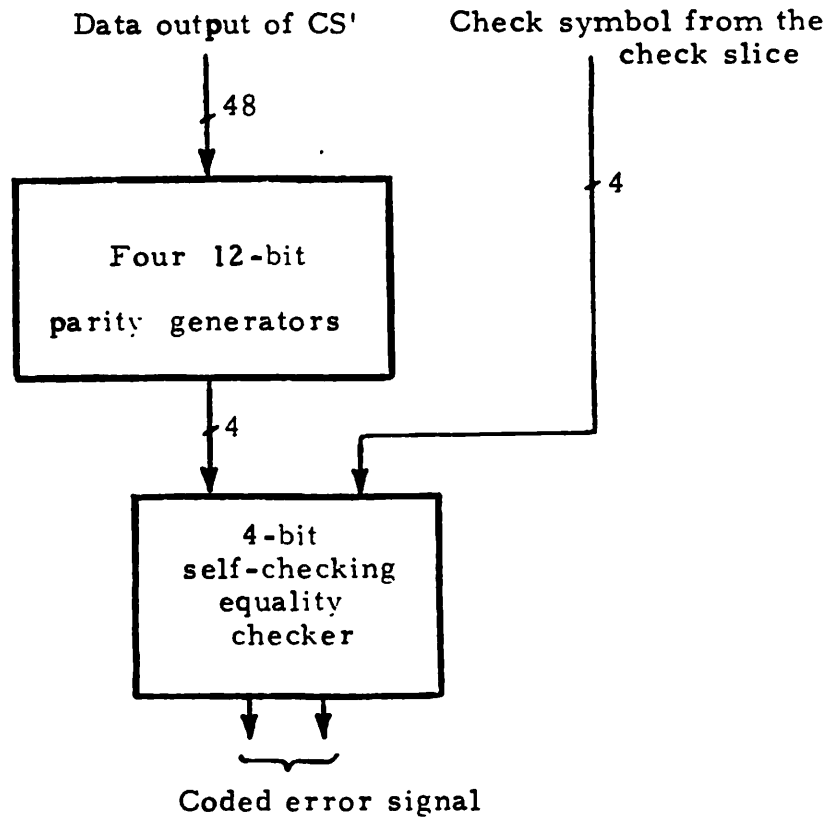 Data output of CS'
Check symbol from the
check slice
48
4
Four 12-bit
parity generators
4
4-bit
self-checking
equality
checker
Coded error signal